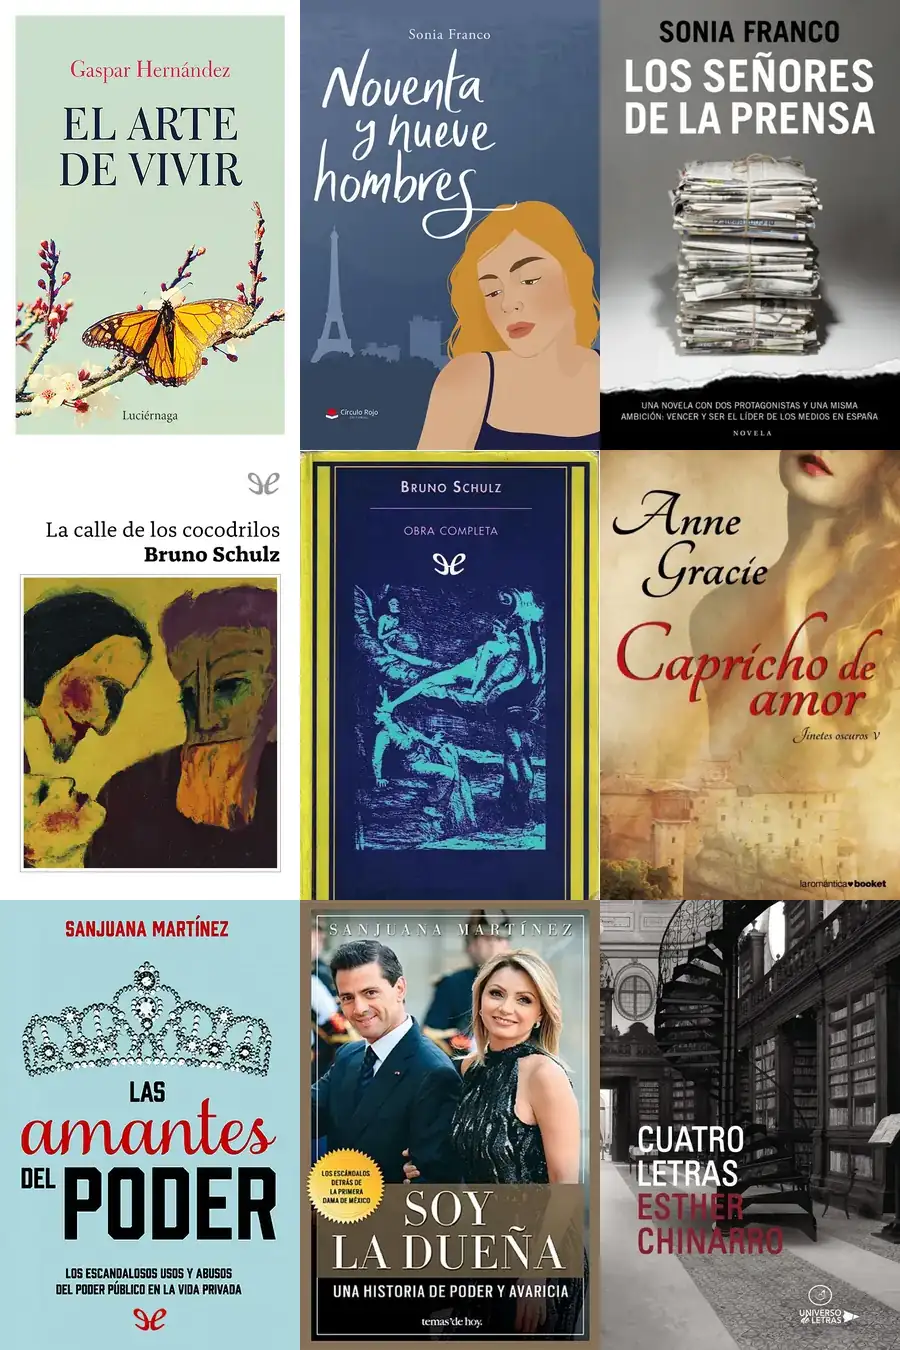 Gaspar Hernández
EL ARTE
DE VIVIR
Luciérnaga
Sonia Franco
Noventa
y nueve
hombres
Círculo Rojo
SONIA FRANCO
LOS SEÑORES
DE LA PRENSA
UNA NOVELA CON DOS PROTAGONISTAS Y UNA MISMA
AMBICIÓN: VENCER Y SER EL LÍDER DE LOS MEDIOS EN ESPAÑA
NOVELA
La calle de los cocodrilos
Bruno Schulz
BRUNO SCHULZ
OBRA COMPLETA
Anne
Gracie
Capricho de
amor
Jinetes oscuros V
laromántica♥booket
SANJUANA MARTÍNEZ
LAS
amantes
DEL PODER
LOS ESCANDALOSOS USOS Y ABUSOS
DEL PODER PÚBLICO EN LA VIDA PRIVADA
SANJUANA MARTÍNEZ
LOS ESCÁNDALOS
DETRÁS DE
LA PRIMERA
DAMA DE MÉXICO
SOY
LA DUEÑA
UNA HISTORIA DE PODER Y AVARICIA
temas'de hoy.
CUATRO
LETRAS
ESTHER
CHINARRO
UNIVERSO
de LETRAS